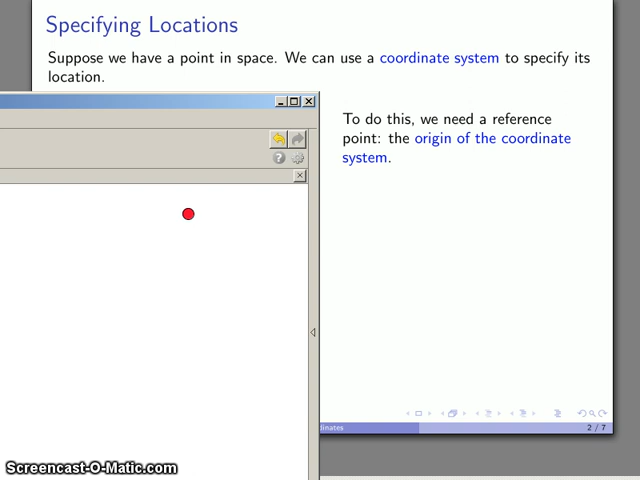 Specifying Locations
Suppose we have a point in space. We can use a coordinate system to specify its
location.
To do this, we need a reference
point: the origin of the coordinate
system.
inates
2 / 7
Screencast-O-Matic.com